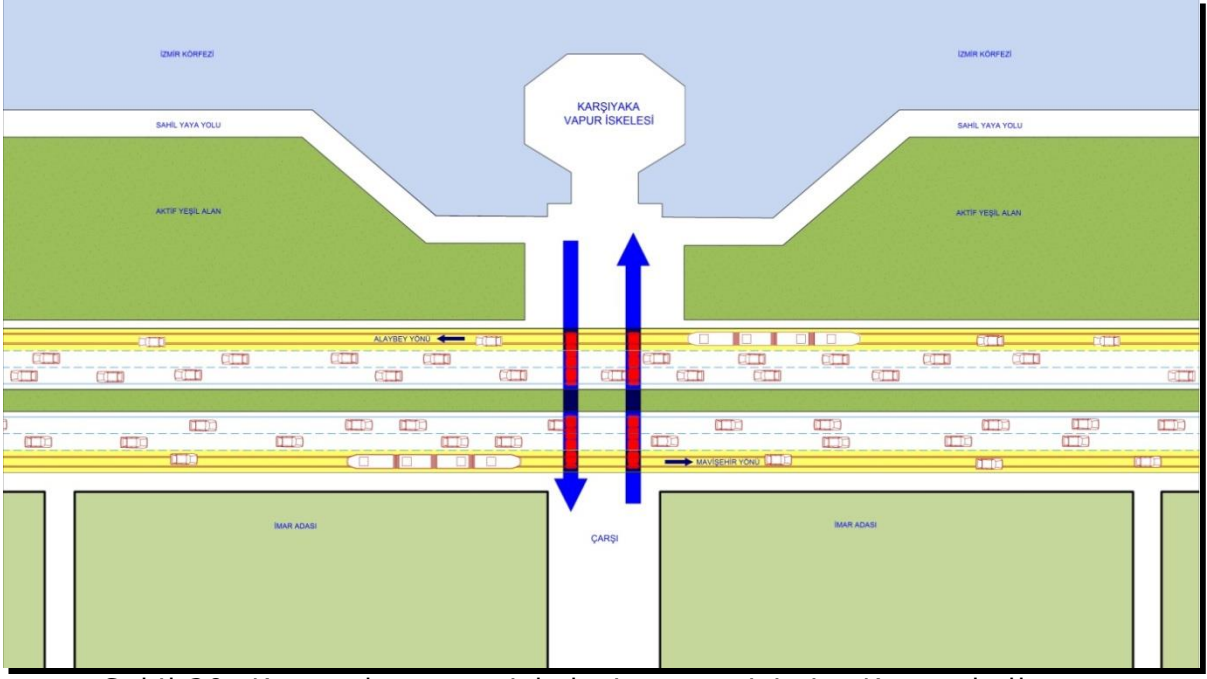 İZMİR KÖRFEZİ
İZMİR KÖRFEZİ
KARŞIYAKA
VAPUR İSKELESİ
SAHİL YAYA YOLU
SAHİL YAYA YOLU
AKTİF YEŞİL ALAN
AKTİF YEŞİL ALAN
ALAYBEY YÖNÜ
MAVİŞEHİR YÖNÜ
İMAR ADASI
İMAR ADASI
ÇARŞI